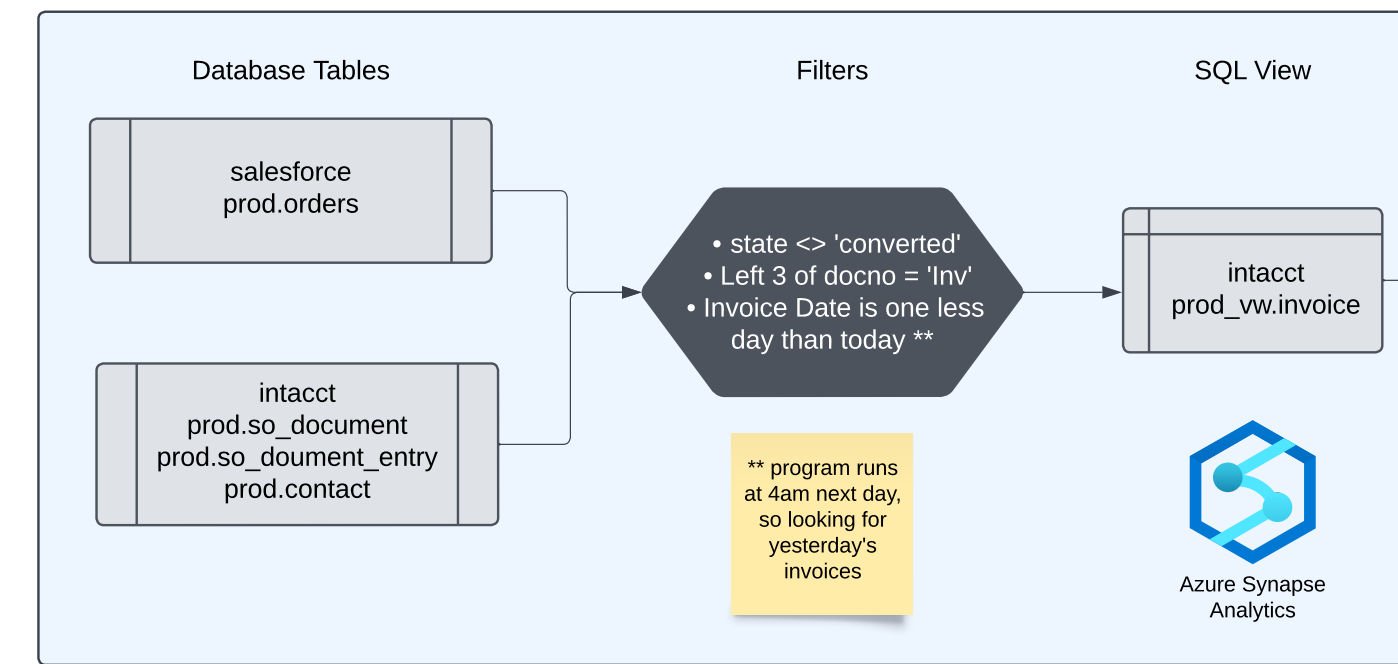 Database Tables
Filters
SQL View
salesforce
prod.orders
• state <> 'converted'
• Left 3 of docno = 'Inv'
• Invoice Date is one less
day than today **
intacct
prod_vw.invoice
intacct
prod.so_document
prod.so_doument_entry
prod.contact
** program runs
at 4am next day,
so looking for
yesterday's
invoices
Azure Synapse
Analytics